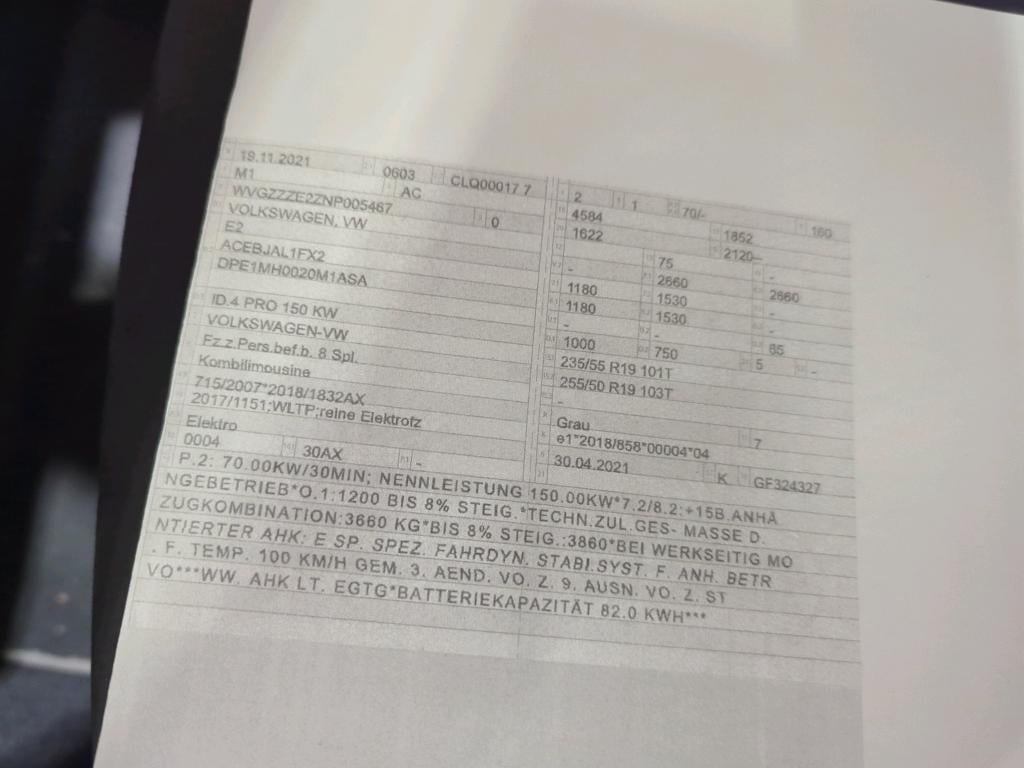 19.11.2021 0603 CLQ00017 7
M1 AC
WVGZZZE2ZNP005467 0
VOLKSWAGEN, VW
E2
ACEBJAL1FX2
DPE1MH0020M1ASA
ID.4 PRO 150 KW
VOLKSWAGEN-VW
Fz.z.Pers.bef.b. 8 Spl.
Kombilimousine
715/2007*2018/1832AX
2017/1151;WLTP;reine Elektrofz
Elektro
0004 30AX -
2 1 70/- 160
4584 1852
1622 2120--
- 75 -
1180 2660 2660
1180 1530 -
- 1530 -
1000 - 65
750 5 -
235/55 R19 101T
255/50 R19 103T
-
Grau 7
e1*2018/858*00004*04
30.04.2021 K GF324327
P.2: 70.00KW/30MIN; NENNLEISTUNG 150.00KW*7.2/8.2:+15B.ANHÄ
NGEBETRIEB*O.1:1200 BIS 8% STEIG.*TECHN.ZUL.GES- MASSE D.
ZUGKOMBINATION:3660 KG*BIS 8% STEIG.:3860*BEI WERKSEITIG MO
NTIERTER AHK: E SP. SPEZ. FAHRDYN. STABI.SYST. F. ANH. BETR
. F. TEMP. 100 KM/H GEM. 3. AEND. VO. Z. 9. AUSN. VO. Z. ST
VO***WW. AHK LT. EGTG*BATTERIEKAPAZITÄT 82.0 KWH***